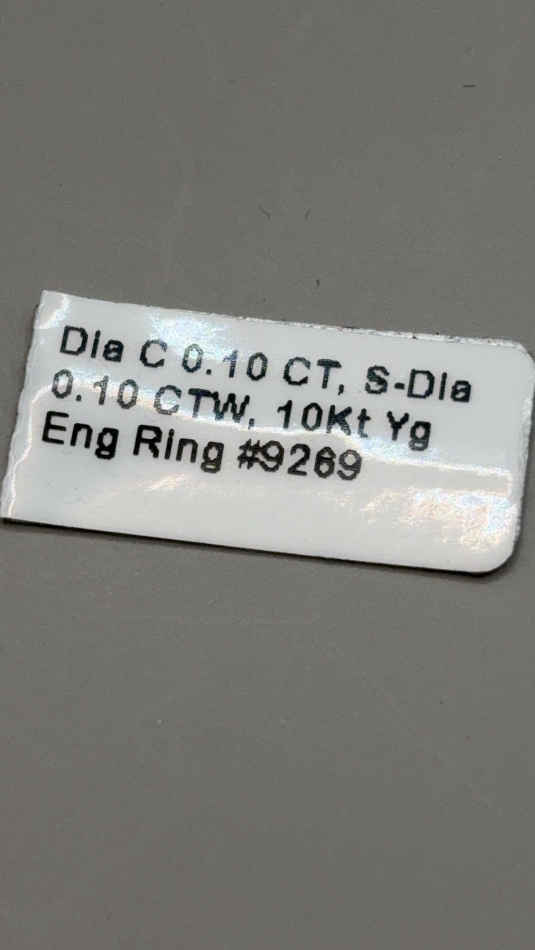 Dia C 0.10 CT, S-Dia
0.10 CTW, 10Kt Yg
Eng Ring #9269